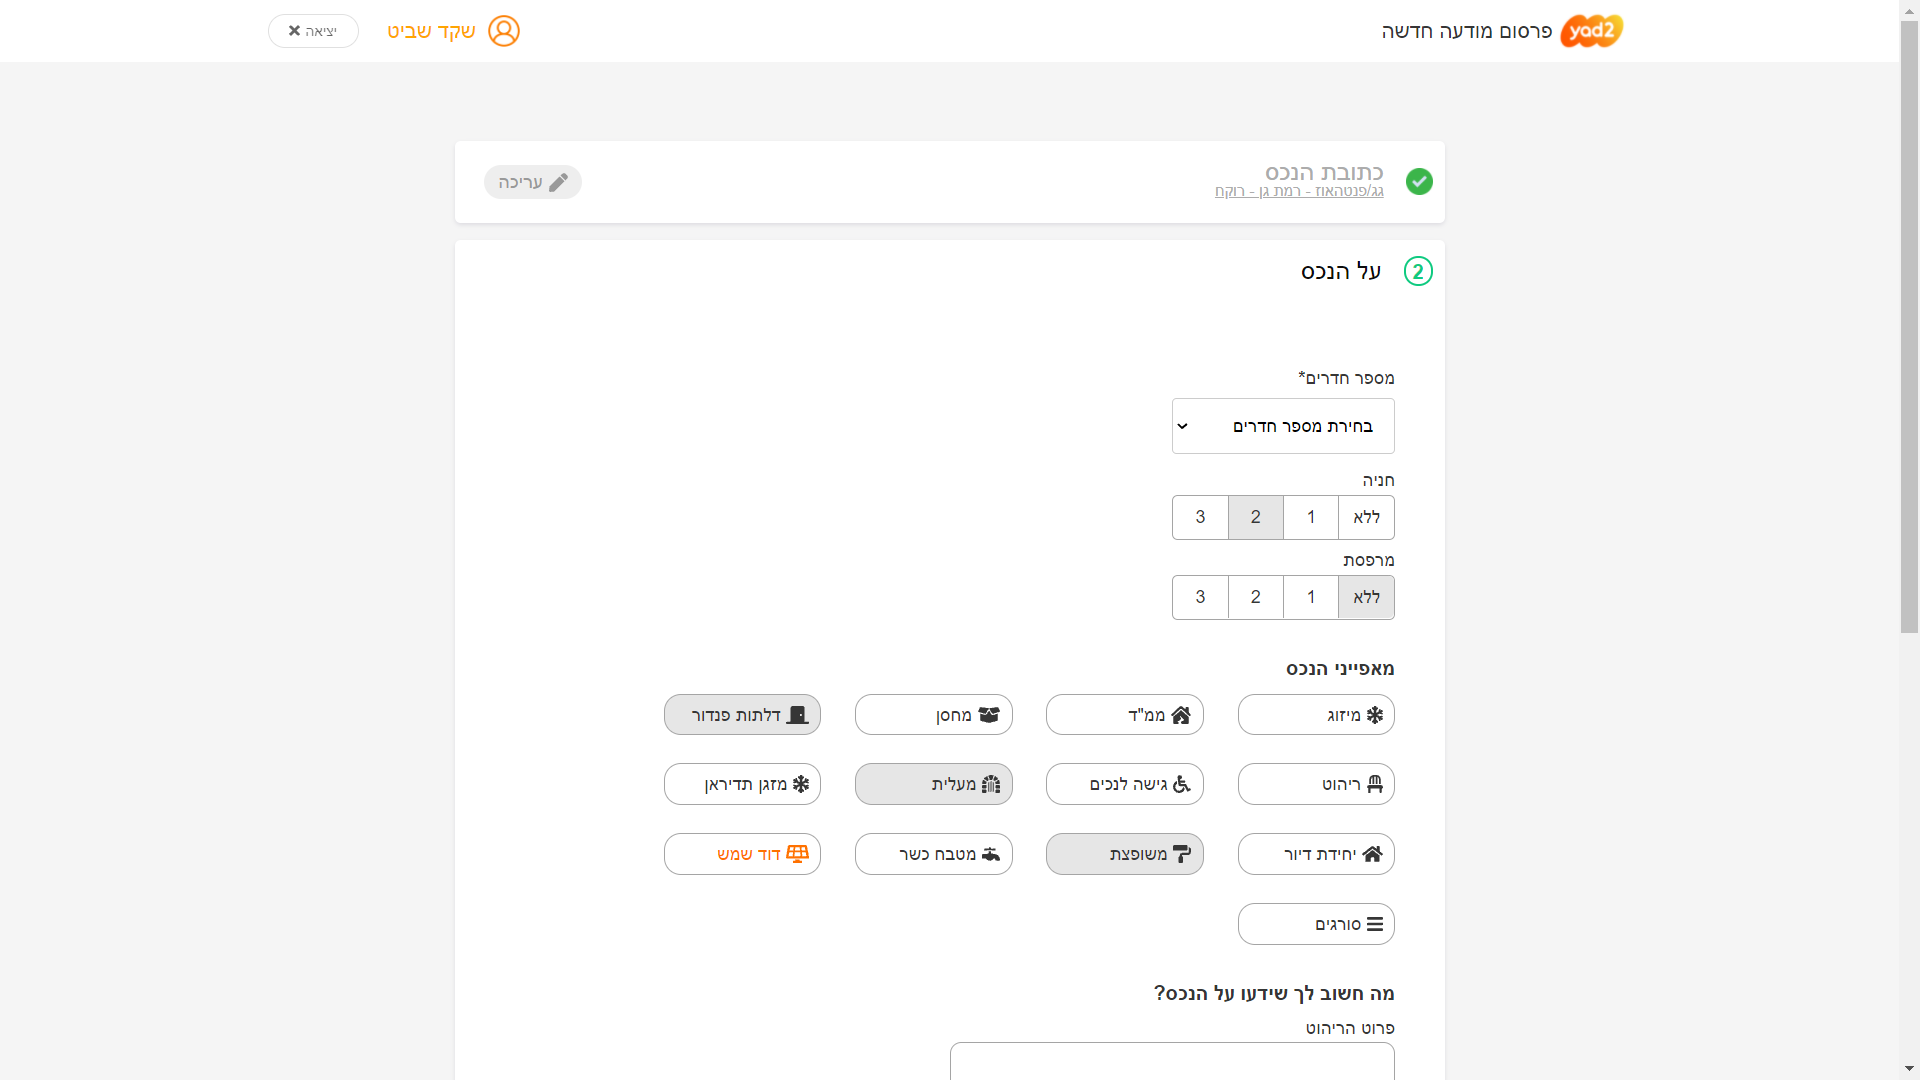 yad2 פרסום מודעה חדשה
שקד שביט
יציאה
כתובת הנכס
גג/פנטהאוז - רמת גן - רוקח
עריכה
2 על הנכס
מספר חדרים*
בחירת מספר חדרים
חניה
ללא 1 2 3
מרפסת
ללא 1 2 3
מאפייני הנכס
מיזוג ממ"ד מחסן דלתות פנדור
ריהוט גישה לנכים מעלית מזגן תדיראן
יחידת דיור משופצת מטבח כשר דוד שמש
סורגים
מה חשוב לך שידעו על הנכס?
פרוט הריהוט